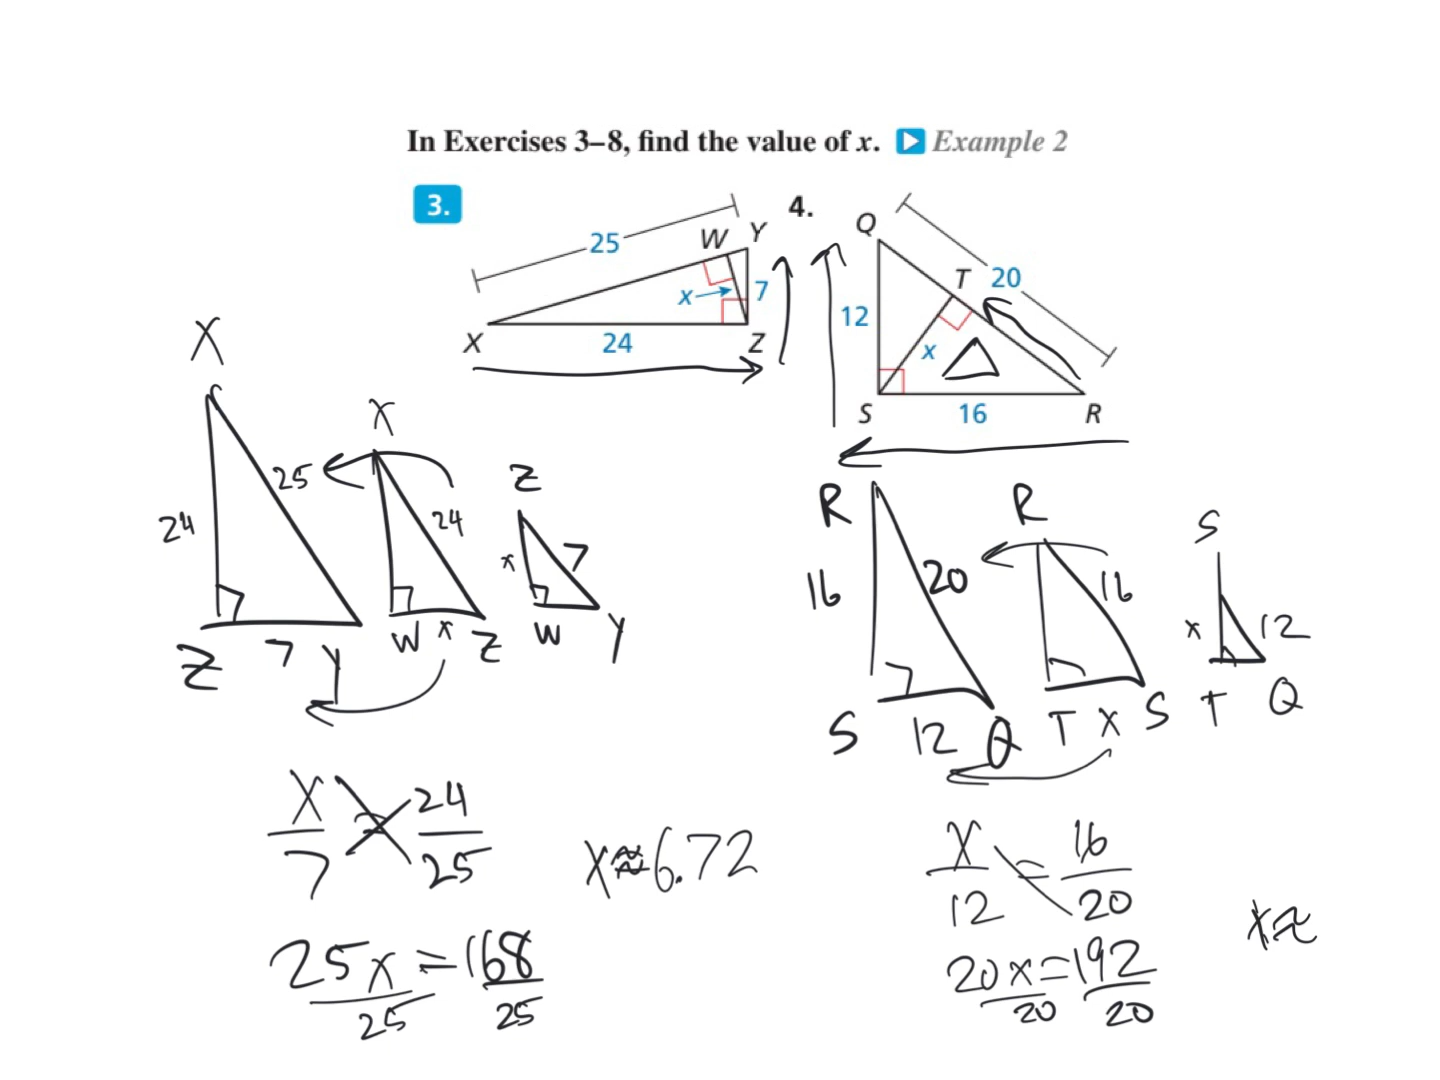 In Exercises 3–8, find the value of x. Example 2
3.
25
W
Y
x
7
X
24
Z
4.
Q
T
20
12
x
S
16
R
X
24
25
Z
7
Y
X
24
W
x
Z
Z
x
7
W
Y
R
16
20
S
12
Q
R
16
T
X
S
S
x
12
T
Q
X/7 = 24/25
25x = 168
25 25
X≈6.72
X/12 = 16/20
20x=192
20 20
x≈